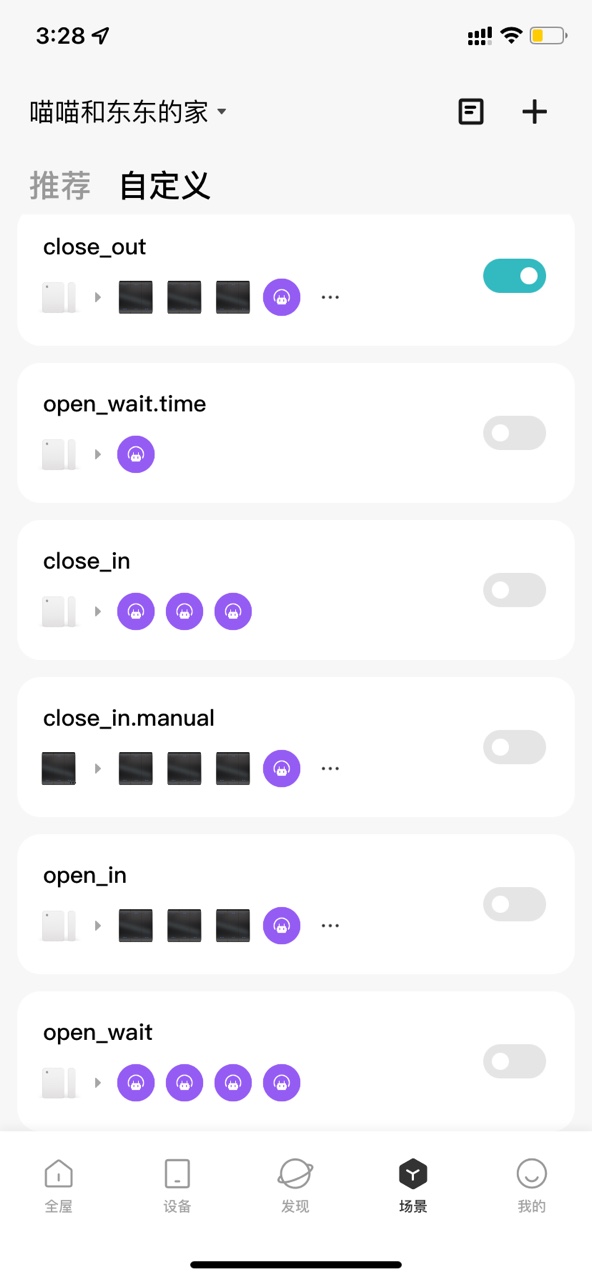 3:28
喵喵和东东的家
推荐 自定义
close_out
open_wait.time
close_in
close_in.manual
open_in
open_wait
全屋 设备 发现 场景 我的